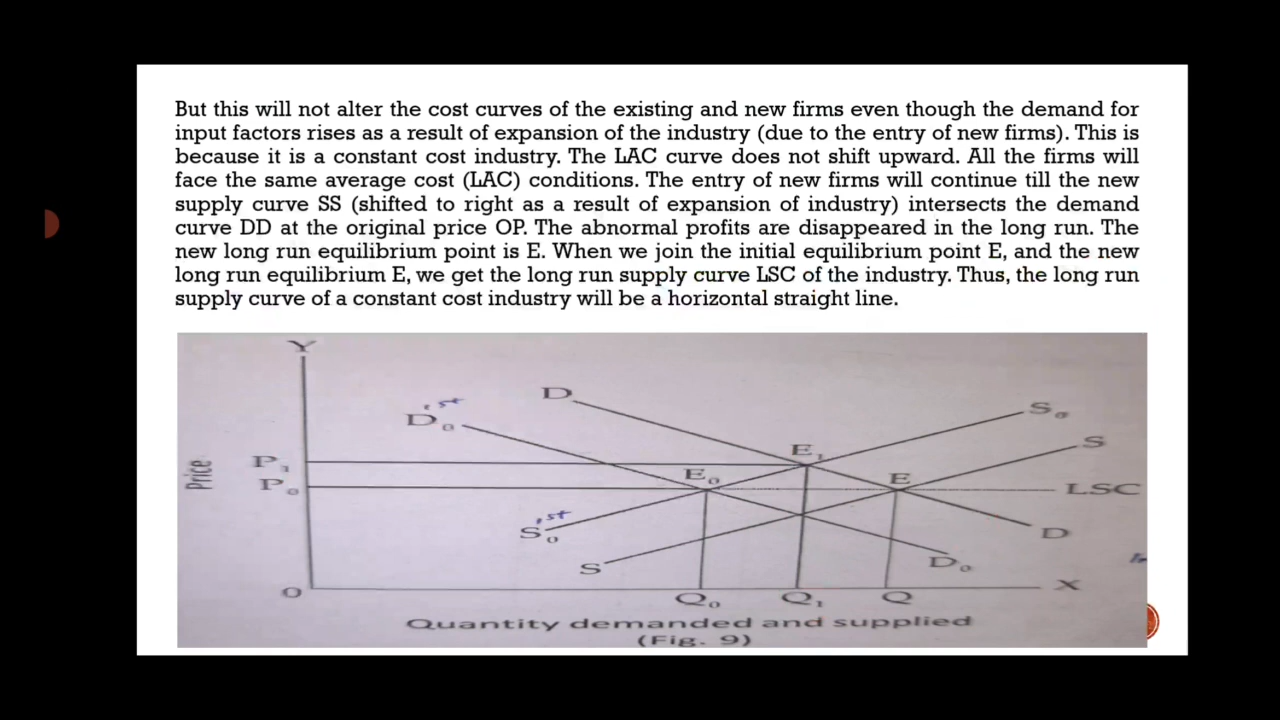 But this will not alter the cost curves of the existing and new firms even though the demand for
input factors rises as a result of expansion of the industry (due to the entry of new firms). This is
because it is a constant cost industry. The LAC curve does not shift upward. All the firms will
face the same average cost (LAC) conditions. The entry of new firms will continue till the new
supply curve SS (shifted to right as a result of expansion of industry) intersects the demand
curve DD at the original price OP. The abnormal profits are disappeared in the long run. The
new long run equilibrium point is E. When we join the initial equilibrium point E, and the new
long run equilibrium E, we get the long run supply curve LSC of the industry. Thus, the long run
supply curve of a constant cost industry will be a horizontal straight line.
Y
D
D₀ 1st
S₀
E₁
S
Price
P
E₀
E
P₀
LSC
1st
S₀
D
S
D₀
O
Q₀ Q₁ Q
X
Quantity demanded and supplied
(Fig. 9)